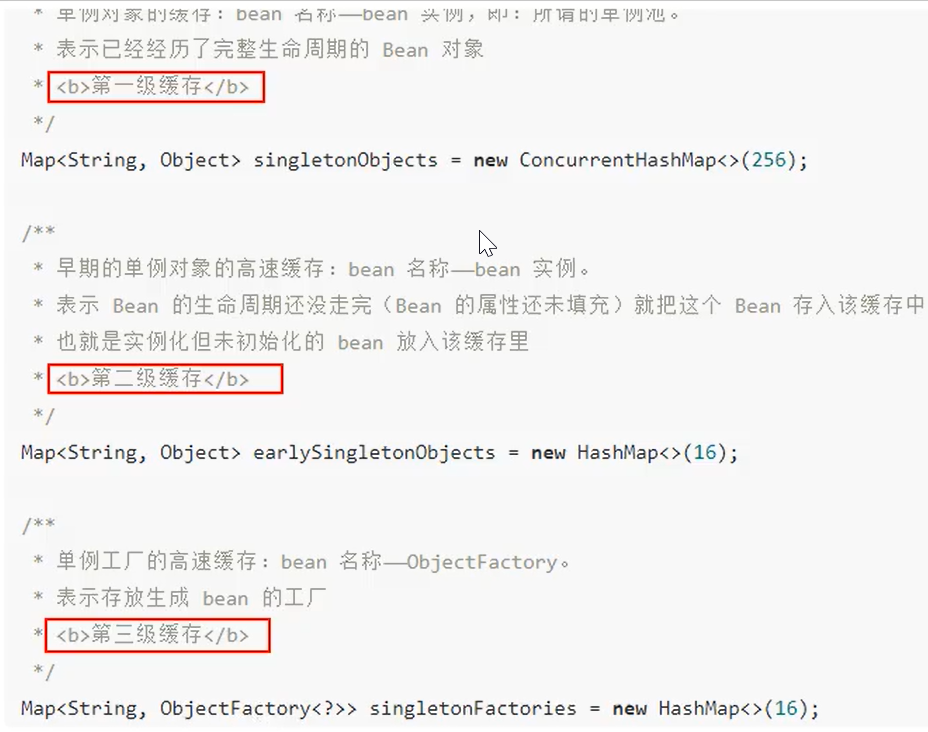 * 单例对象的缓存：bean 名称——bean 实例，即：所谓的单例池。
* 表示已经经历了完整生命周期的 Bean 对象
* <b>第一级缓存</b>
*/
Map<String, Object> singletonObjects = new ConcurrentHashMap<>(256);
/**
* 早期的单例对象的高速缓存：bean 名称——bean 实例。
* 表示 Bean 的生命周期还没走完（Bean 的属性还未填充）就把这个 Bean 存入该缓存中
* 也就是实例化但未初始化的 bean 放入该缓存里
* <b>第二级缓存</b>
*/
Map<String, Object> earlySingletonObjects = new HashMap<>(16);
/**
* 单例工厂的高速缓存：bean 名称——ObjectFactory。
* 表示存放生成 bean 的工厂
* <b>第三级缓存</b>
*/
Map<String, ObjectFactory<?>> singletonFactories = new HashMap<>(16);